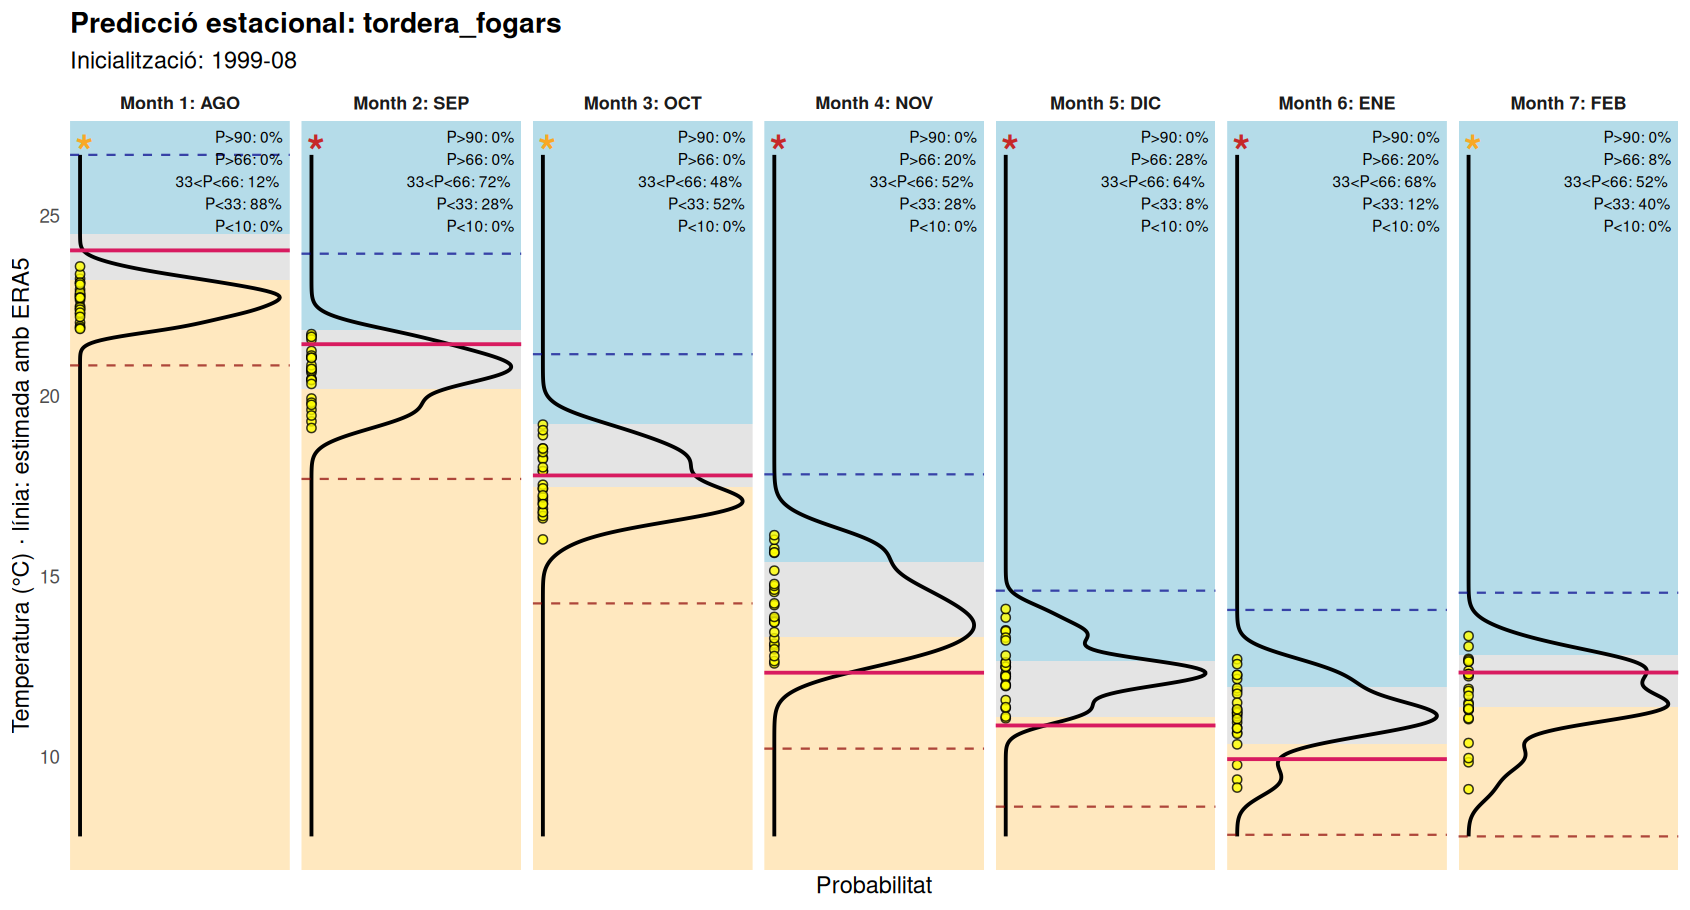 Predicció estacional: tordera_fogars
Inicialització: 1999-08
Month 1: AGO
Month 2: SEP
Month 3: OCT
Month 4: NOV
Month 5: DIC
Month 6: ENE
Month 7: FEB
*
P>90: 0%
P>66: 0%
33<P<66: 12%
P<33: 88%
P<10: 0%
*
P>90: 0%
P>66: 0%
33<P<66: 72%
P<33: 28%
P<10: 0%
*
P>90: 0%
P>66: 0%
33<P<66: 48%
P<33: 52%
P<10: 0%
*
P>90: 0%
P>66: 20%
33<P<66: 52%
P<33: 28%
P<10: 0%
*
P>90: 0%
P>66: 28%
33<P<66: 64%
P<33: 8%
P<10: 0%
*
P>90: 0%
P>66: 20%
33<P<66: 68%
P<33: 12%
P<10: 0%
*
P>90: 0%
P>66: 8%
33<P<66: 52%
P<33: 40%
P<10: 0%
25
20
15
10
Temperatura (°C) · línia: estimada amb ERA5
Probabilitat